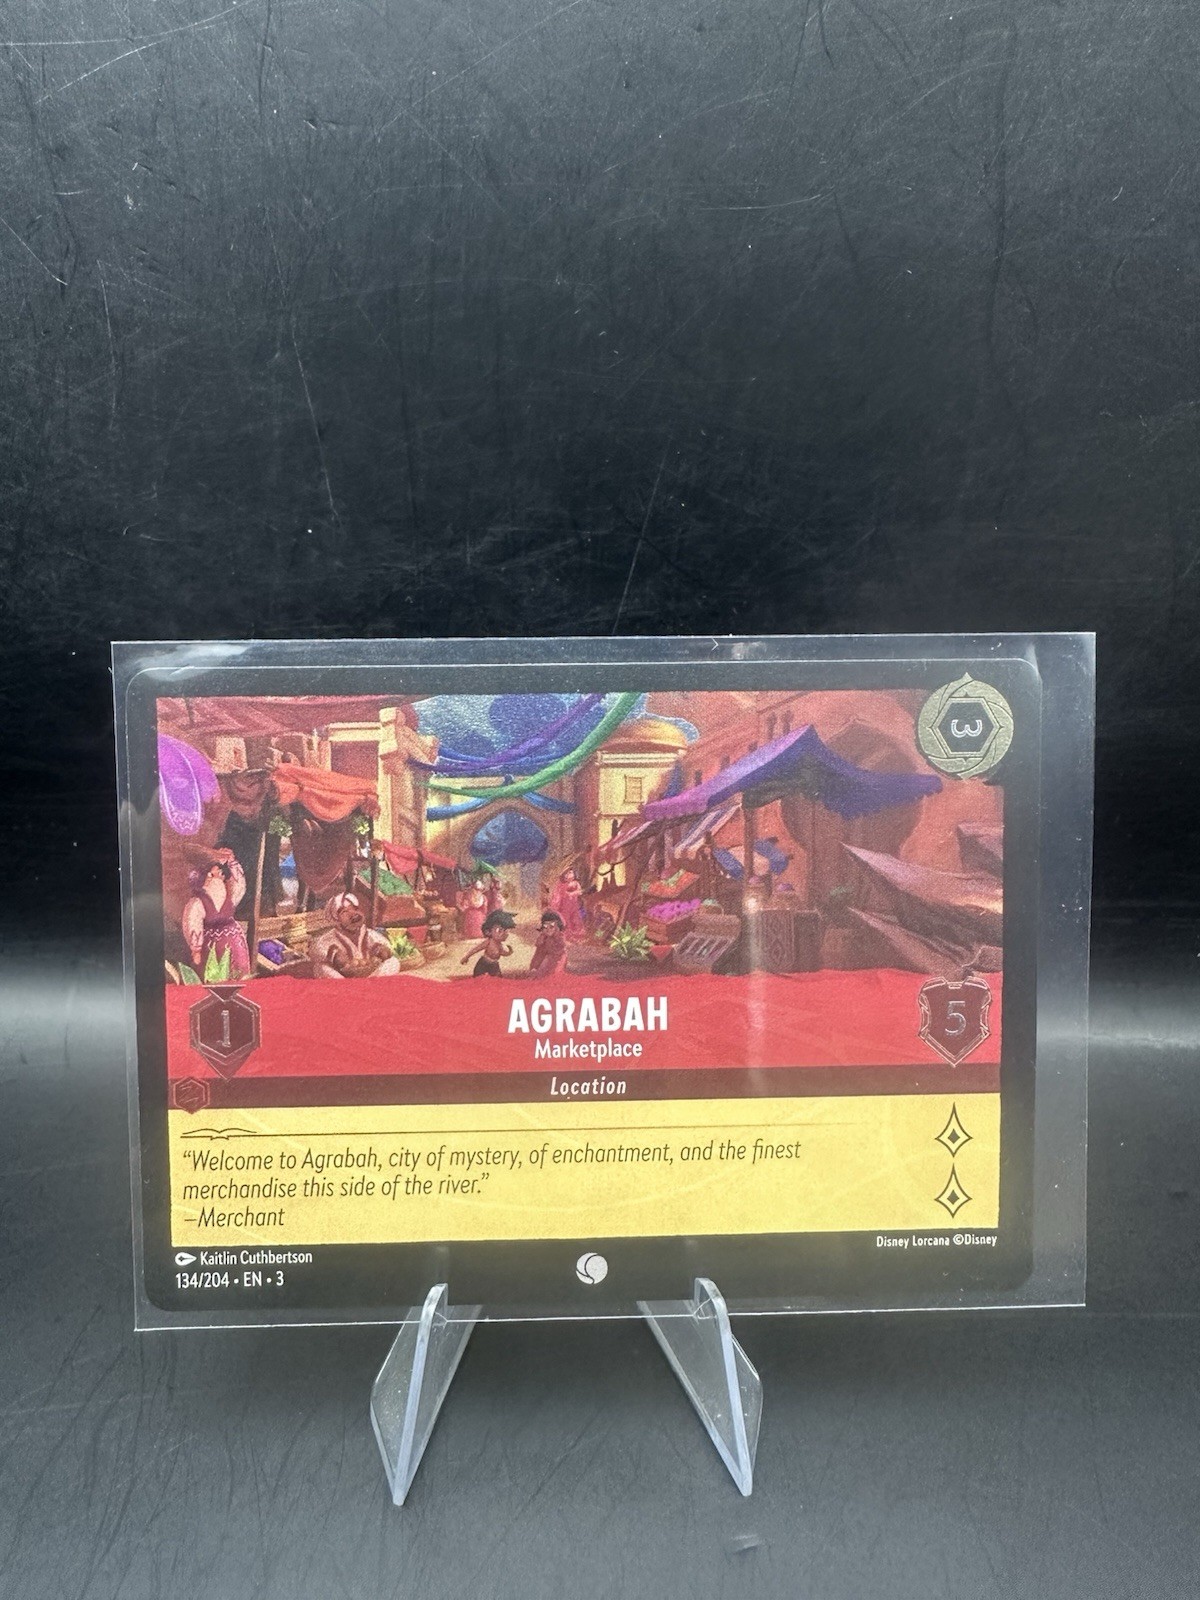 3
AGRABAH
Marketplace
1
5
Location
“Welcome to Agrabah, city of mystery, of enchantment, and the finest
merchandise this side of the river.”
–Merchant
Kaitlin Cuthbertson
134/204 • EN • 3
Disney Lorcana ©Disney